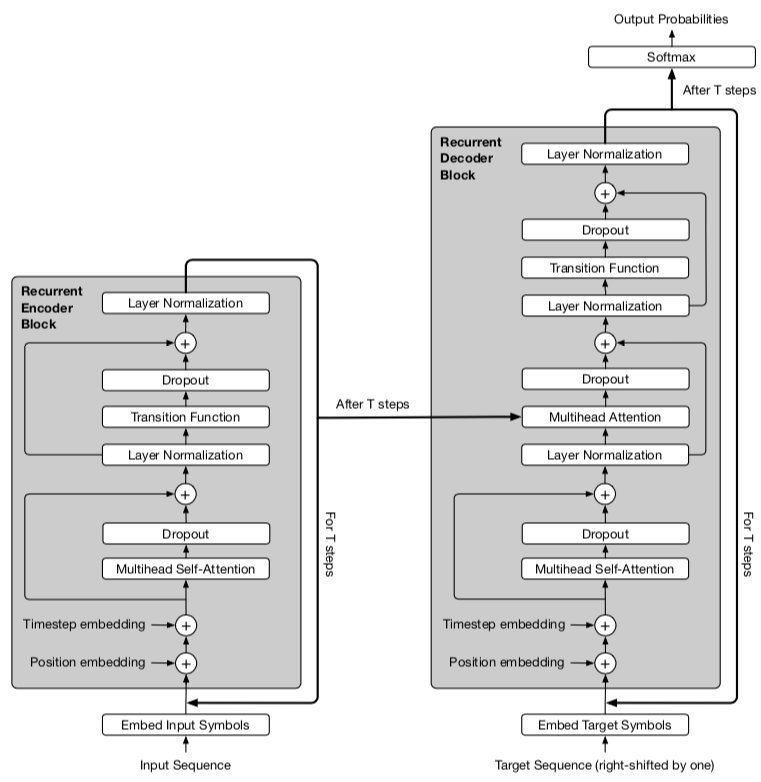 Output Probabilities
Softmax
After T steps
Recurrent
Decoder
Block
Layer Normalization
+
Dropout
Transition Function
Layer Normalization
+
Dropout
Multihead Attention
Layer Normalization
+
Dropout
Multihead Self-Attention
Timestep embedding
+
Position embedding
+
For T steps
Embed Target Symbols
Target Sequence (right-shifted by one)
After T steps
Recurrent
Encoder
Block
Layer Normalization
+
Dropout
Transition Function
Layer Normalization
+
Dropout
Multihead Self-Attention
Timestep embedding
+
Position embedding
+
For T steps
Embed Input Symbols
Input Sequence